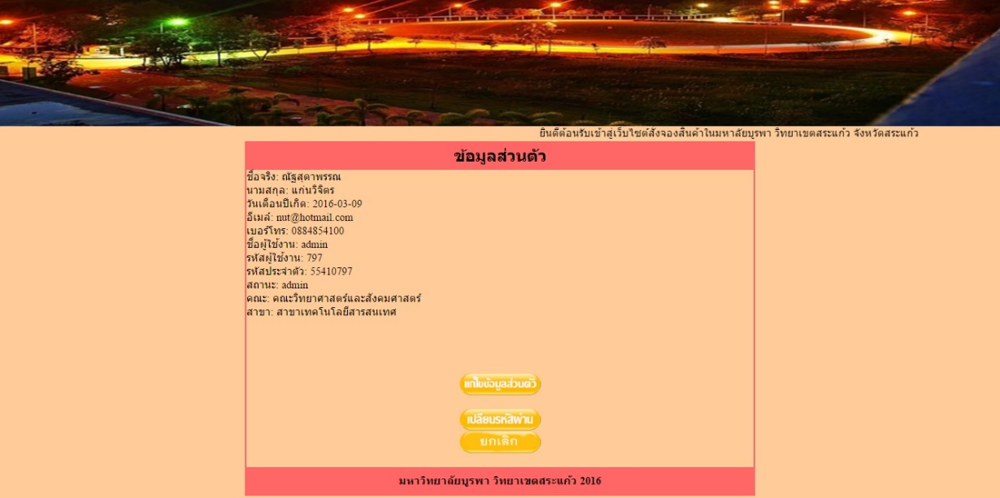 ยินดีต้อนรับเข้าสู่เว็บไซต์สั่งจองสินค้าในมหาลัยบูรพา วิทยาเขตสระแก้ว จังหวัดสระแก้ว
ข้อมูลส่วนตัว
ชื่อจริง: ณัฐสุดาพรรณ
นามสกุล: แก่นวิจิตร
วันเดือนปีเกิด: 2016-03-09
อีเมล์: nut@hotmail.com
เบอร์โทร: 0884854100
ชื่อผู้ใช้งาน: admin
รหัสผู้ใช้งาน: 797
รหัสประจำตัว: 55410797
สถานะ: admin
คณะ: คณะวิทยาศาสตร์และสังคมศาสตร์
สาขา: สาขาเทคโนโลยีสารสนเทศ
แก้ไขข้อมูลส่วนตัว
เปลี่ยนรหัสผ่าน
ยกเลิก
มหาวิทยาลัยบูรพา วิทยาเขตสระแก้ว 2016